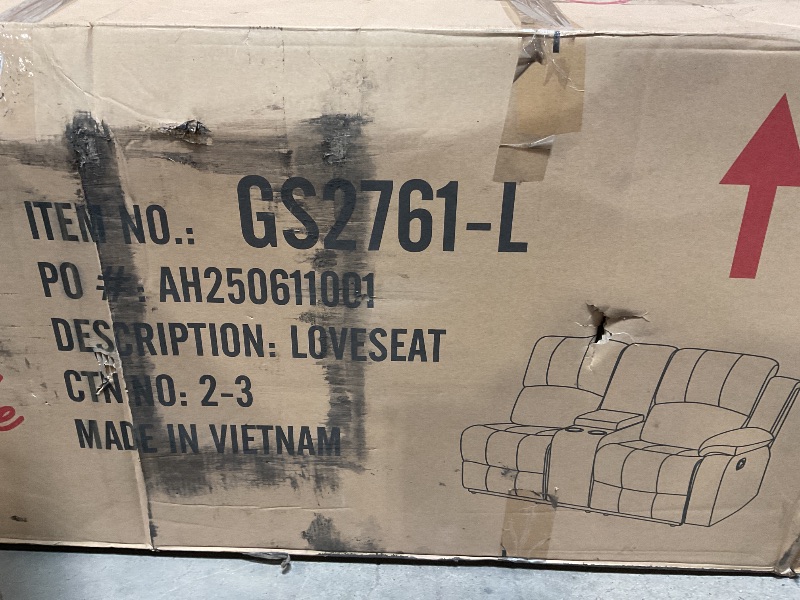 ITEM NO.: GS2761-L
PO #: AH250611001
DESCRIPTION: LOVESEAT
CTN NO: 2-3
MADE IN VIETNAM